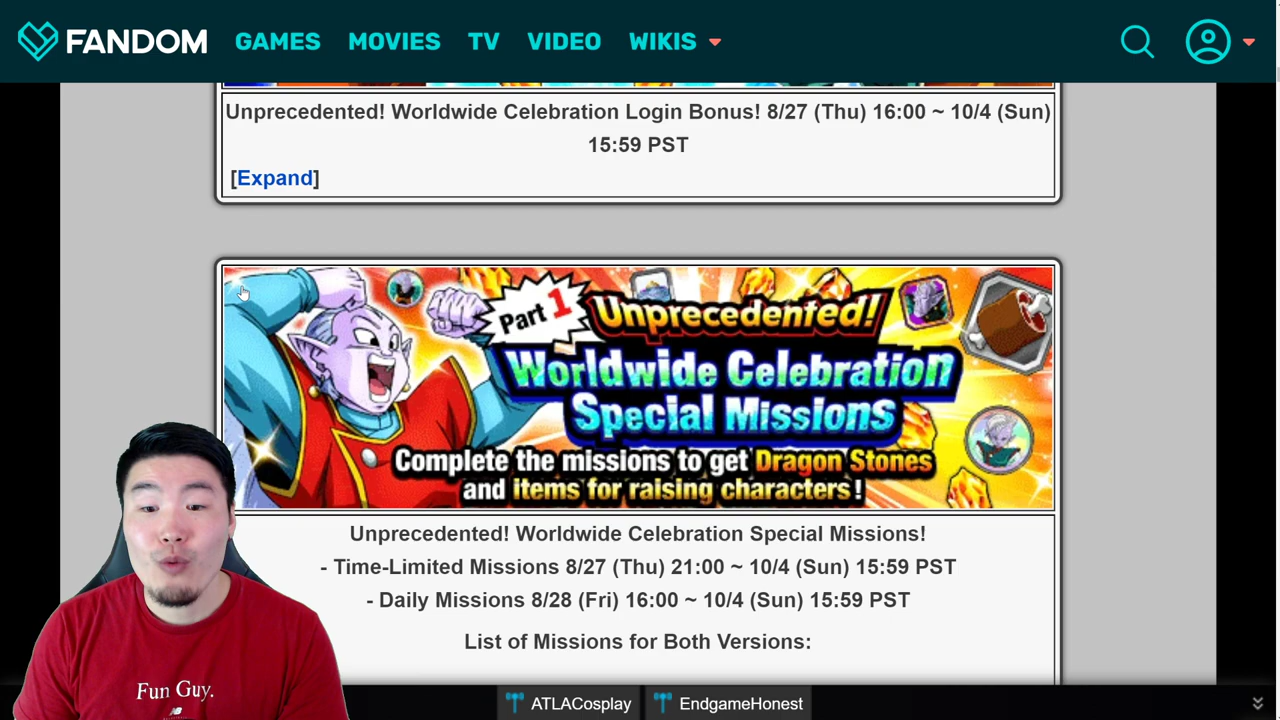 FANDOM GAMES MOVIES TV VIDEO WIKIS
Unprecedented! Worldwide Celebration Login Bonus! 8/27 (Thu) 16:00 ~ 10/4 (Sun)
15:59 PST
[Expand]
Part 1 Unprecedented!
Worldwide Celebration
Special Missions
Complete the missions to get Dragon Stones
and items for raising characters!
Unprecedented! Worldwide Celebration Special Missions!
- Time-Limited Missions 8/27 (Thu) 21:00 ~ 10/4 (Sun) 15:59 PST
- Daily Missions 8/28 (Fri) 16:00 ~ 10/4 (Sun) 15:59 PST
List of Missions for Both Versions:
Fun Guy.
ATLACosplay EndgameHonest